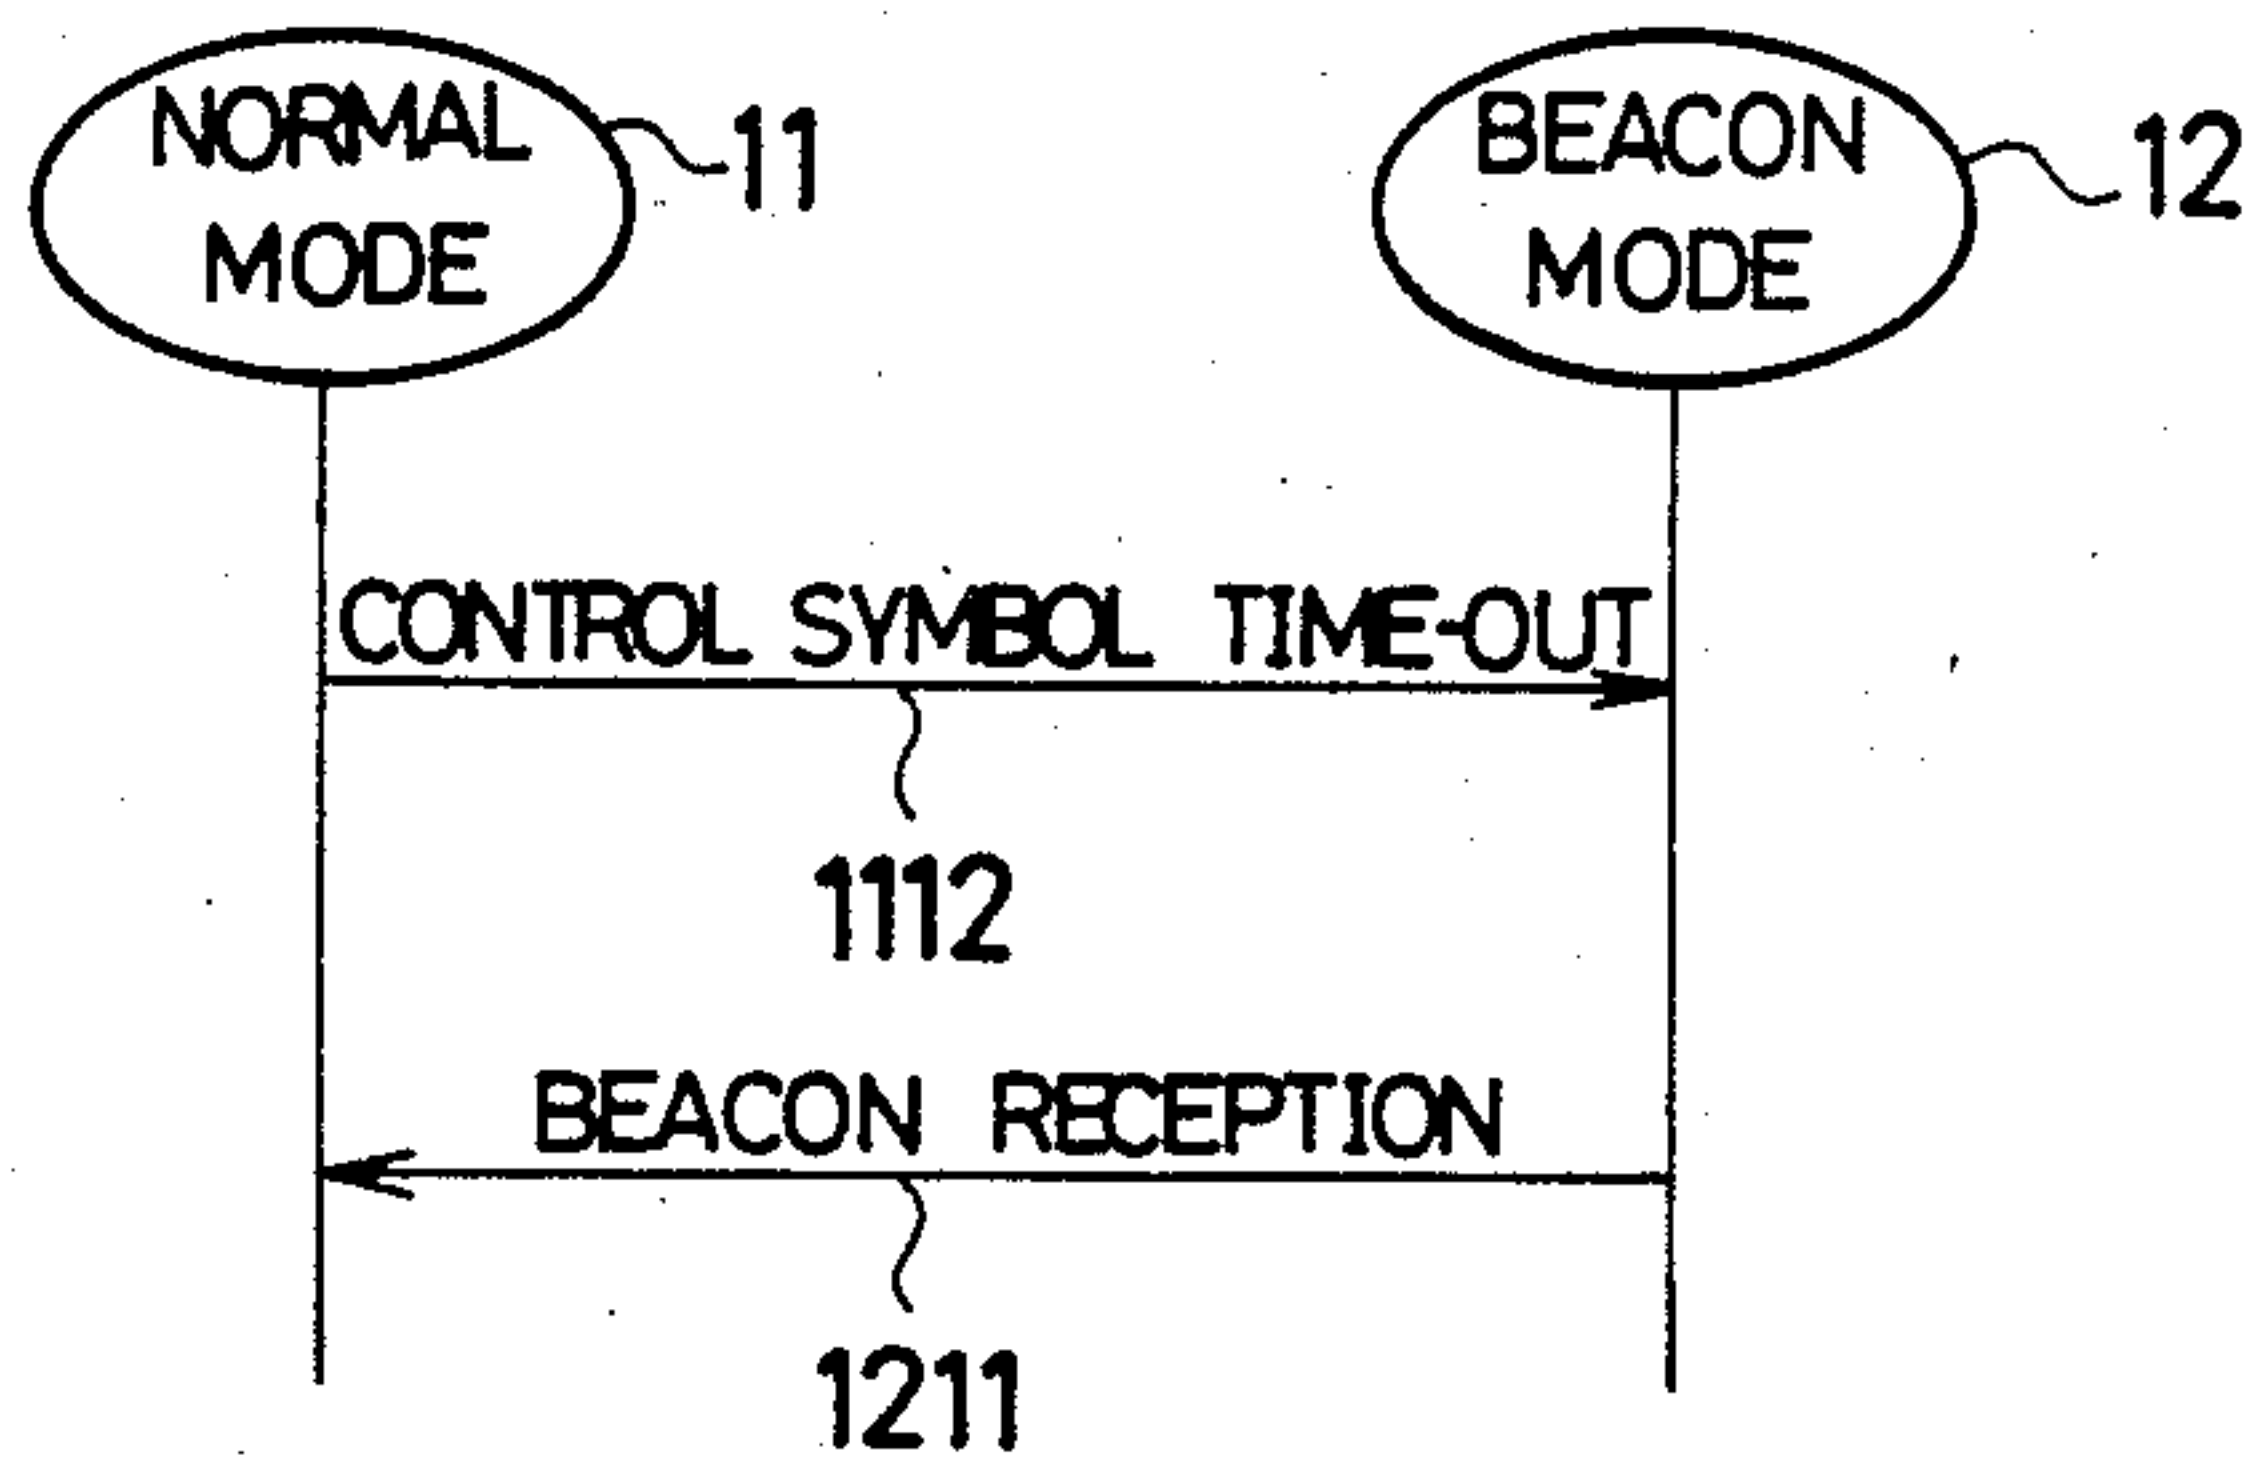 NORMAL
MODE
11
BEACON
MODE
12
CONTROL SYMBOL TIME-OUT
1112
BEACON RECEPTION
1211